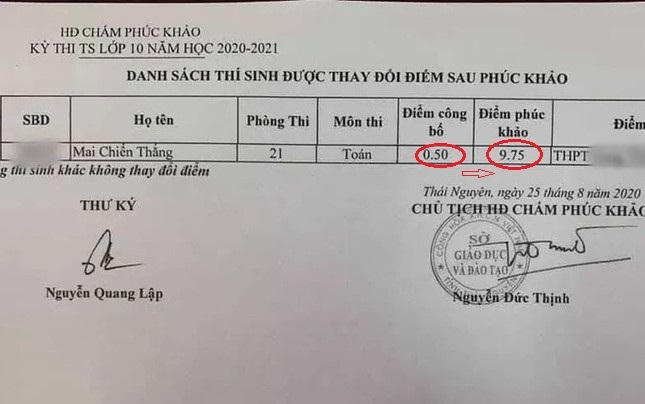 HĐ CHẤM PHÚC KHẢO
KỲ THI TS LỚP 10 NĂM HỌC 2020-2021
DANH SÁCH THÍ SINH ĐƯỢC THAY ĐỔI ĐIỂM SAU PHÚC KHẢO
SBD Họ tên Phòng Thi Môn thi Điểm công bố Điểm phúc khảo Điểm
Mai Chiến Thắng 21 Toán 0.50 9.75 THPT
g thí sinh khác không thay đổi điểm
Thái Nguyên, ngày 25 tháng 8 năm 2020
THƯ KÝ
CHỦ TỊCH HĐ CHẤM PHÚC KHẢO
SỞ
GIÁO DỤC
VÀ ĐÀO TẠO
Nguyễn Quang Lập
Nguyễn Đức Thịnh